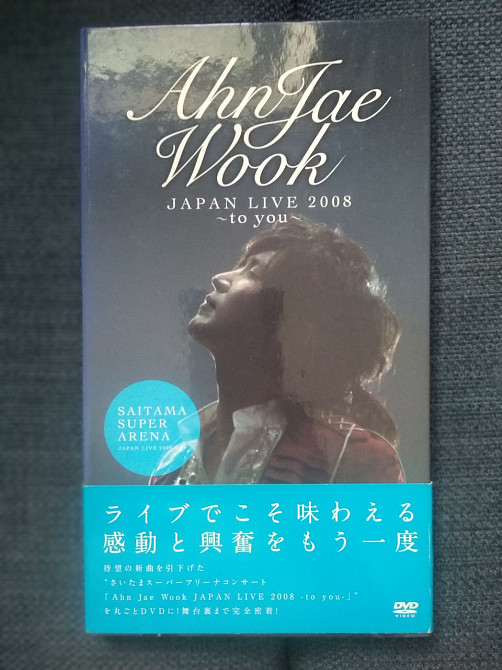 Ahn Jae
Wook
JAPAN LIVE 2008
~to you~
SAITAMA
SUPER
ARENA
JAPAN LIVE 2008
ライブでこそ味わえる
感動と興奮をもう一度
待望の新曲を引下げた
"さいたまスーパーアリーナコンサート
「Ahn Jae Wook JAPAN LIVE 2008 -to you-」"
を丸ごとDVDに!舞台裏まで完全密着!
DVD
VIDEO